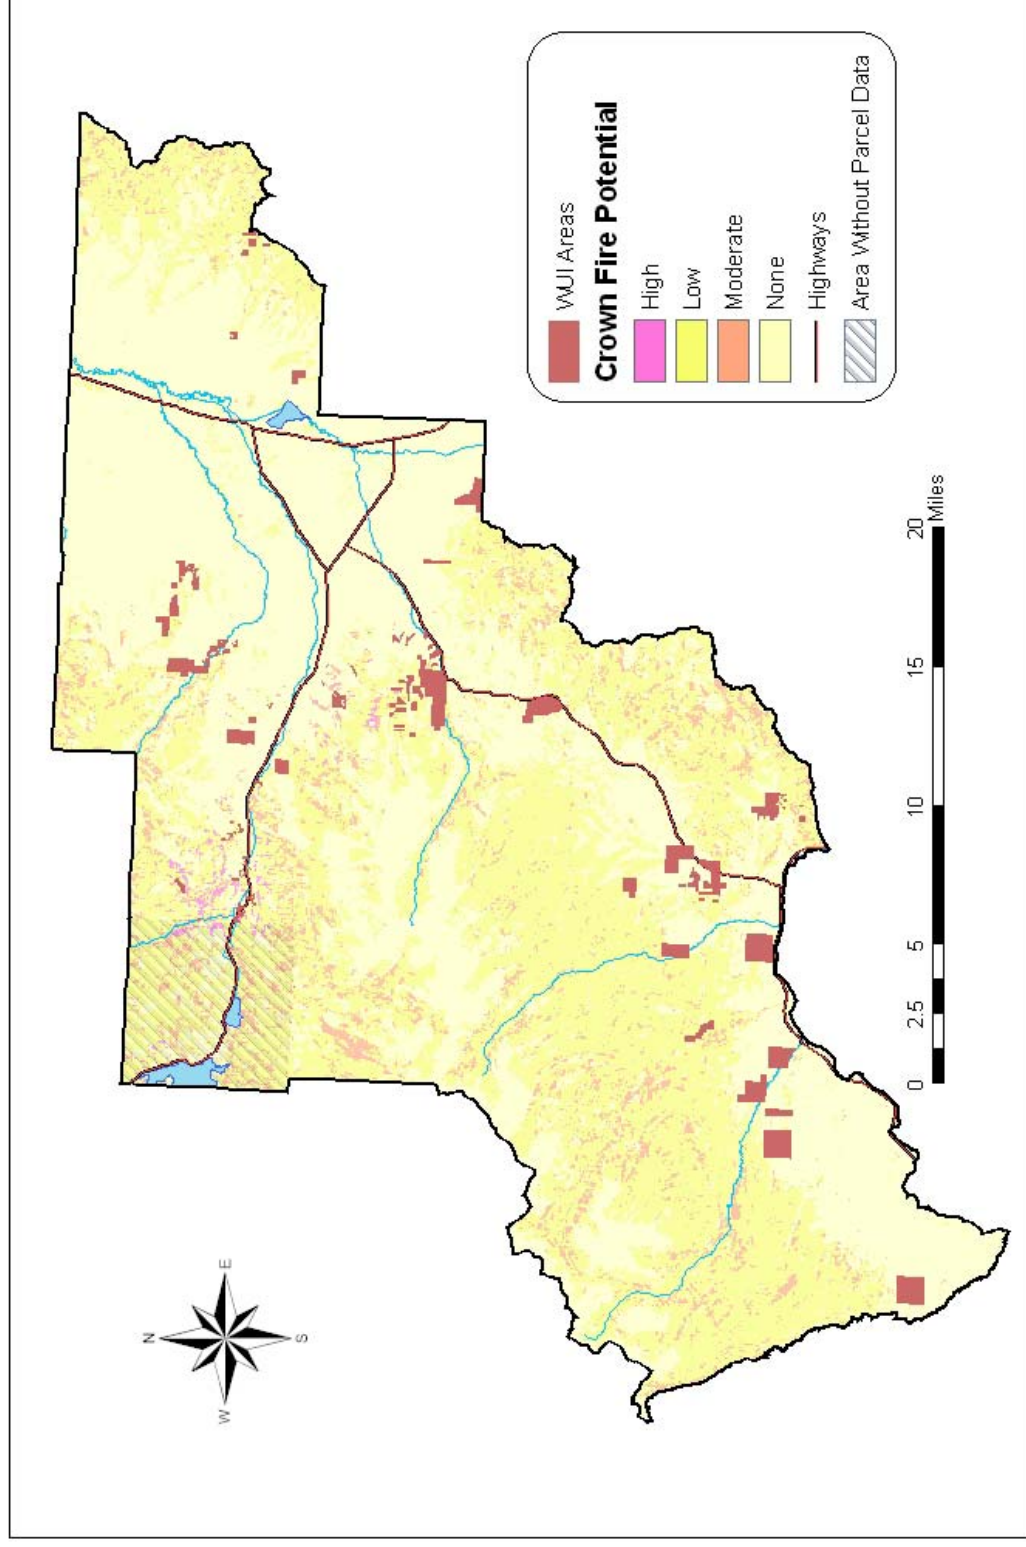 N
W
E
S
WUI Areas
Crown Fire Potential
High
Low
Moderate
None
Highways
Area Without Parcel Data
0 2.5 5 10 15 20
Miles